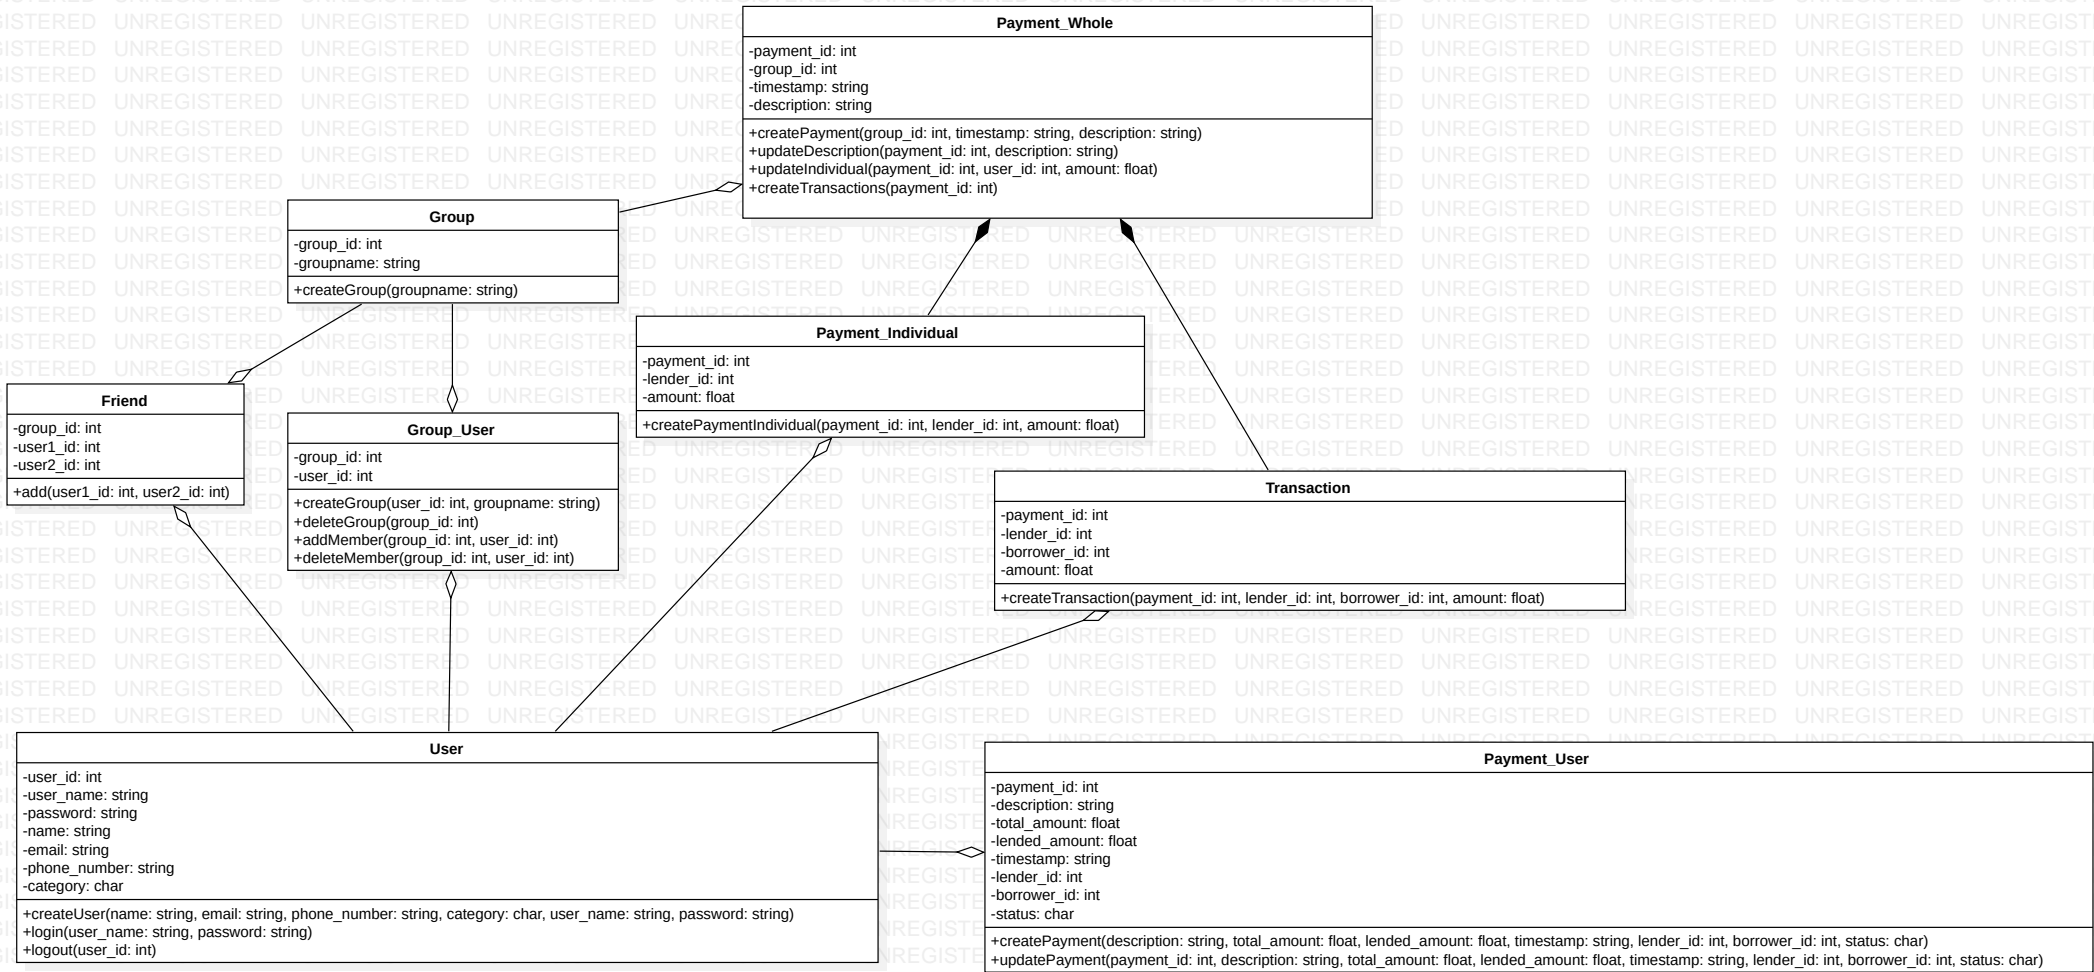 Payment_Whole
-payment_id: int
-group_id: int
-timestamp: string
-description: string
+createPayment(group_id: int, timestamp: string, description: string)
+updateDescription(payment_id: int, description: string)
+updateIndividual(payment_id: int, user_id: int, amount: float)
+createTransactions(payment_id: int)
Group
-group_id: int
-groupname: string
+createGroup(groupname: string)
Payment_Individual
-payment_id: int
-lender_id: int
-amount: float
+createPaymentIndividual(payment_id: int, lender_id: int, amount: float)
Friend
-group_id: int
-user1_id: int
-user2_id: int
+add(user1_id: int, user2_id: int)
Group_User
-group_id: int
-user_id: int
+createGroup(user_id: int, groupname: string)
+deleteGroup(group_id: int)
+addMember(group_id: int, user_id: int)
+deleteMember(group_id: int, user_id: int)
Transaction
-payment_id: int
-lender_id: int
-borrower_id: int
-amount: float
+createTransaction(payment_id: int, lender_id: int, borrower_id: int, amount: float)
User
-user_id: int
-user_name: string
-password: string
-name: string
-email: string
-phone_number: string
-category: char
+createUser(name: string, email: string, phone_number: string, category: char, user_name: string, password: string)
+login(user_name: string, password: string)
+logout(user_id: int)
Payment_User
-payment_id: int
-description: string
-total_amount: float
-lended_amount: float
-timestamp: string
-lender_id: int
-borrower_id: int
-status: char
+createPayment(description: string, total_amount: float, lended_amount: float, timestamp: string, lender_id: int, borrower_id: int, status: char)
+updatePayment(payment_id: int, description: string, total_amount: float, lended_amount: float, timestamp: string, lender_id: int, borrower_id: int, status: char)
UNREGISTERED